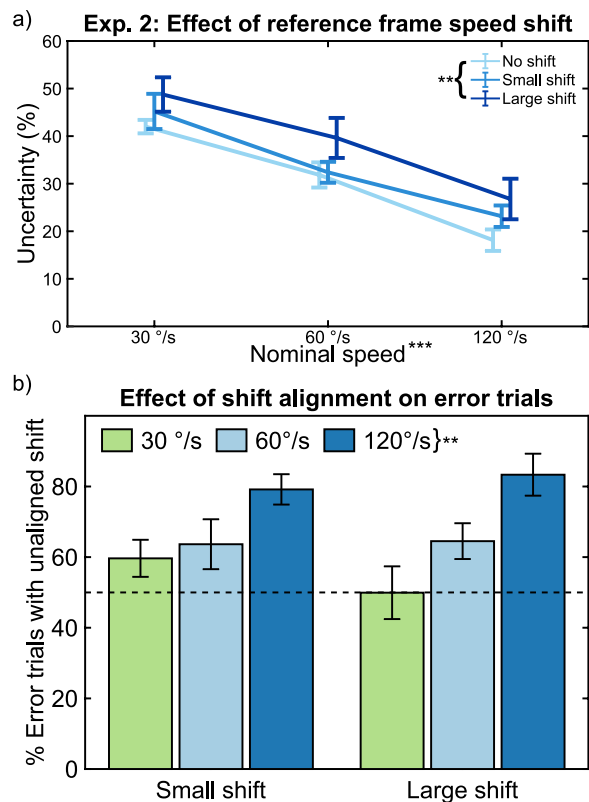 a) Exp. 2: Effect of reference frame speed shift
60
50
40
30
20
10
0
Uncertainty (%)
**{
No shift
Small shift
Large shift
30 °/s 60 °/s 120 °/s
Nominal speed***
b) Effect of shift alignment on error trials
30 °/s 60°/s 120°/s}**
80
60
40
20
0
% Error trials with unaligned shift
Small shift Large shift